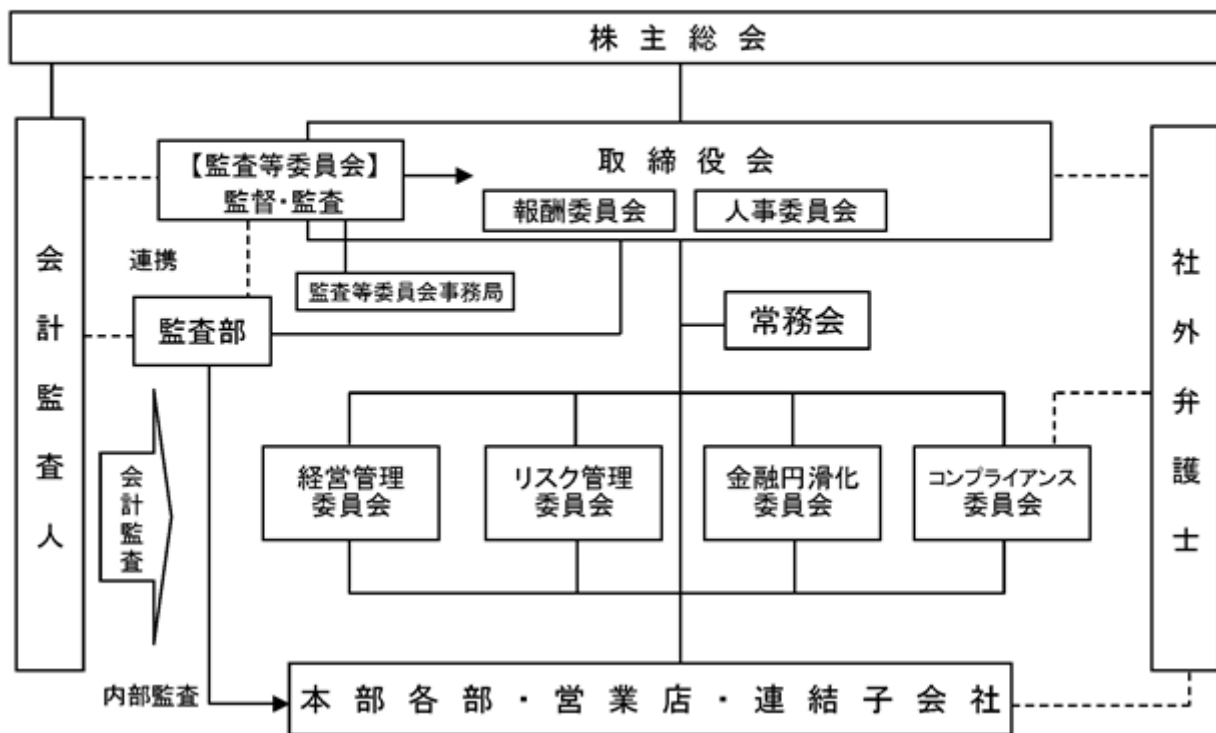 株主総会
【監査等委員会】
監督・監査
取締役会
報酬委員会
人事委員会
会計監査人
連携
監査等委員会事務局
監査部
常務会
社外弁護士
会計監査
経営管理
委員会
リスク管理
委員会
金融円滑化
委員会
コンプライアンス
委員会
内部監査
本部各部・営業店・連結子会社